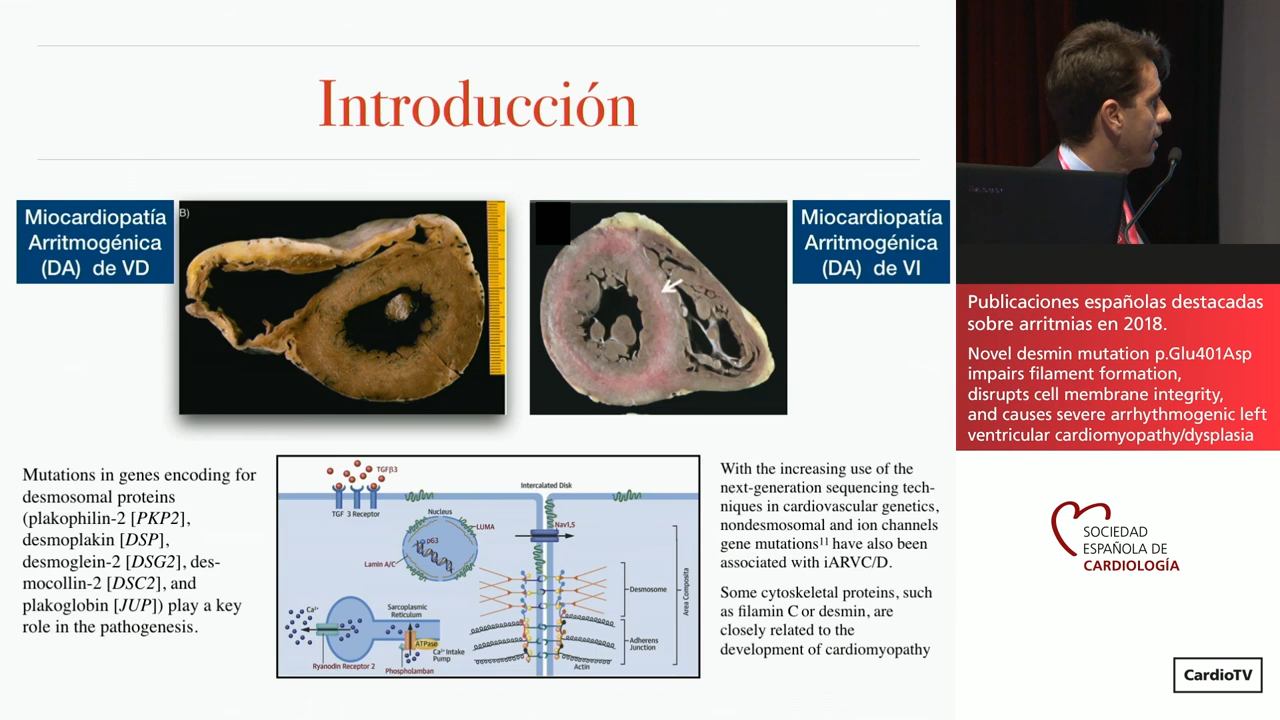 Introducción
Miocardiopatía
Arritmogénica
(DA) de VD
B)
Miocardiopatía
Arritmogénica
(DA) de VI
Mutations in genes encoding for
desmosomal proteins
(plakophilin-2 [PKP2],
desmoplakin [DSP],
desmoglein-2 [DSG2], des-
mocollin-2 [DSC2], and
plakoglobin [JUP]) play a key
role in the pathogenesis.
TGFβ3
TGF 3 Receptor
Nucleus
LUMA
p63
Lamin A/C
Intercalated Disk
Nav1,5
Desmosome
Area Composita
Adherens
Junction
Actin
Ca²⁺
Sarcoplasmic
Reticulum
ATPase
Ca²⁺ Intake
Pump
Ryanodin Receptor 2
Phospholamban
With the increasing use of the
next-generation sequencing tech-
niques in cardiovascular genetics,
nondesmosomal and ion channels
gene mutations¹¹ have also been
associated with iARVC/D.
Some cytoskeletal proteins, such
as filamin C or desmin, are
closely related to the
development of cardiomyopathy
Publicaciones españolas destacadas
sobre arritmias en 2018.
Novel desmin mutation p.Glu401Asp
impairs filament formation,
disrupts cell membrane integrity,
and causes severe arrhythmogenic left
ventricular cardiomyopathy/dysplasia
SOCIEDAD
ESPAÑOLA DE
CARDIOLOGÍA
CardioTV